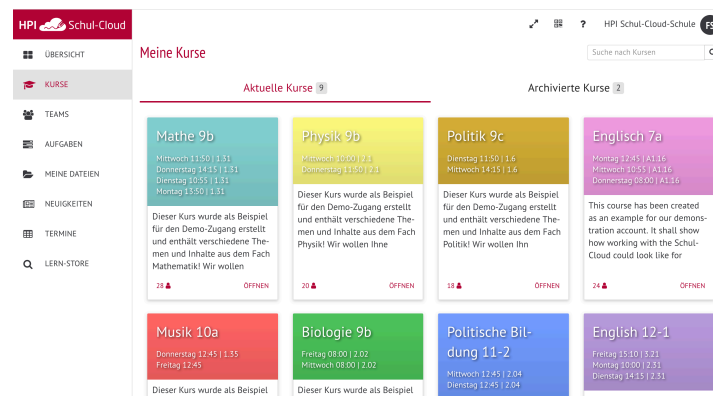 HPI Schul-Cloud
HPI Schul-Cloud-Schule FS
ÜBERSICHT
KURSE
TEAMS
AUFGABEN
MEINE DATEIEN
NEUIGKEITEN
TERMINE
LERN-STORE
Meine Kurse
Suche nach Kursen
Aktuelle Kurse 9
Archivierte Kurse 2
Mathe 9b
Mittwoch 11:50 | 1.31
Donnerstag 14:15 | 1.31
Dienstag 10:55 | 1.31
Montag 13:50 | 1.31
Dieser Kurs wurde als Beispiel
für den Demo-Zugang erstellt
und enthält verschiedene The-
men und Inhalte aus dem Fach
Mathematik! Wir wollen
28 ÖFFNEN
Physik 9b
Mittwoch 10:00 | 2.1
Donnerstag 11:50 | 2.1
Dieser Kurs wurde als Beispiel
für den Demo-Zugang erstellt
und enthält verschiedene The-
men und Inhalte aus dem Fach
Physik! Wir wollen Ihne
20 ÖFFNEN
Politik 9c
Dienstag 11:50 | 1.6
Mittwoch 14:15 | 1.6
Dieser Kurs wurde als Beispiel
für den Demo-Zugang erstellt
und enthält verschiedene The-
men und Inhalte aus dem Fach
Politik! Wir wollen Ihn
18 ÖFFNEN
Englisch 7a
Montag 12:45 | A1.16
Mittwoch 10:55 | A1.16
Donnerstag 08:00 | A1.16
This course has been created
as an example for our demons-
tration account. It shall show
how working with the Schul-
Cloud could look like for
24 ÖFFNEN
Musik 10a
Donnerstag 12:45 | 1.35
Freitag 12:45
Dieser Kurs wurde als Beispiel
Biologie 9b
Freitag 08:00 | 2.02
Mittwoch 08:00 | 2.02
Dieser Kurs wurde als Beispiel
Politische Bil-
dung 11-2
Mittwoch 12:45 | 2.04
Dienstag 12:45 | 2.04
English 12-1
Freitag 15:10 | 3.21
Montag 10:00 | 2.31
Dienstag 14:15 | 2.31